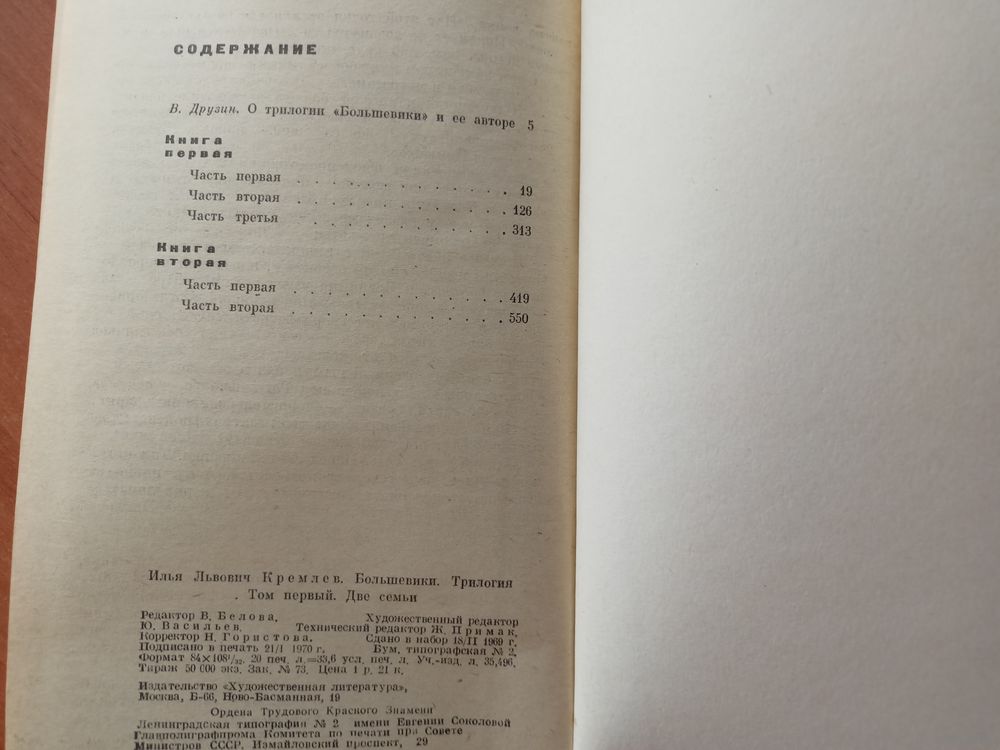 СОДЕРЖАНИЕ
В. Друзин. О трилогии «Большевики» и ее авторе 5
Книга
первая
Часть первая . . . . . . . . . . . 19
Часть вторая . . . . . . . . . . . 126
Часть третья . . . . . . . . . . . 313
Книга
вторая
Часть первая . . . . . . . . . . . 419
Часть вторая . . . . . . . . . . . 550
Илья Львович Кремлев. Большевики. Трилогия
. Том первый. Две семьи
Редактор В. Белова. Художественный редактор
Ю. Васильев. Технический редактор Ж. Примак.
Корректор Н. Гористова. Сдано в набор 18/II 1969 г.
Подписано в печать 21/I 1970 г. Бум. типографская № 2.
Формат 84×108¹/₃₂. 20 печ. л.=33,6 усл. печ. л. Уч.-изд. л. 35,496.
Тираж 50 000 экз. Зак. № 73. Цена 1 р. 21 к.
Издательство «Художественная литература»,
Москва, Б-66, Ново-Басманная, 19
Ордена Трудового Красного Знамени
Ленинградская типография № 2 имени Евгении Соколовой
Главполиграфпрома Комитета по печати при Совете
Министров СССР. Измайловский проспект, 29